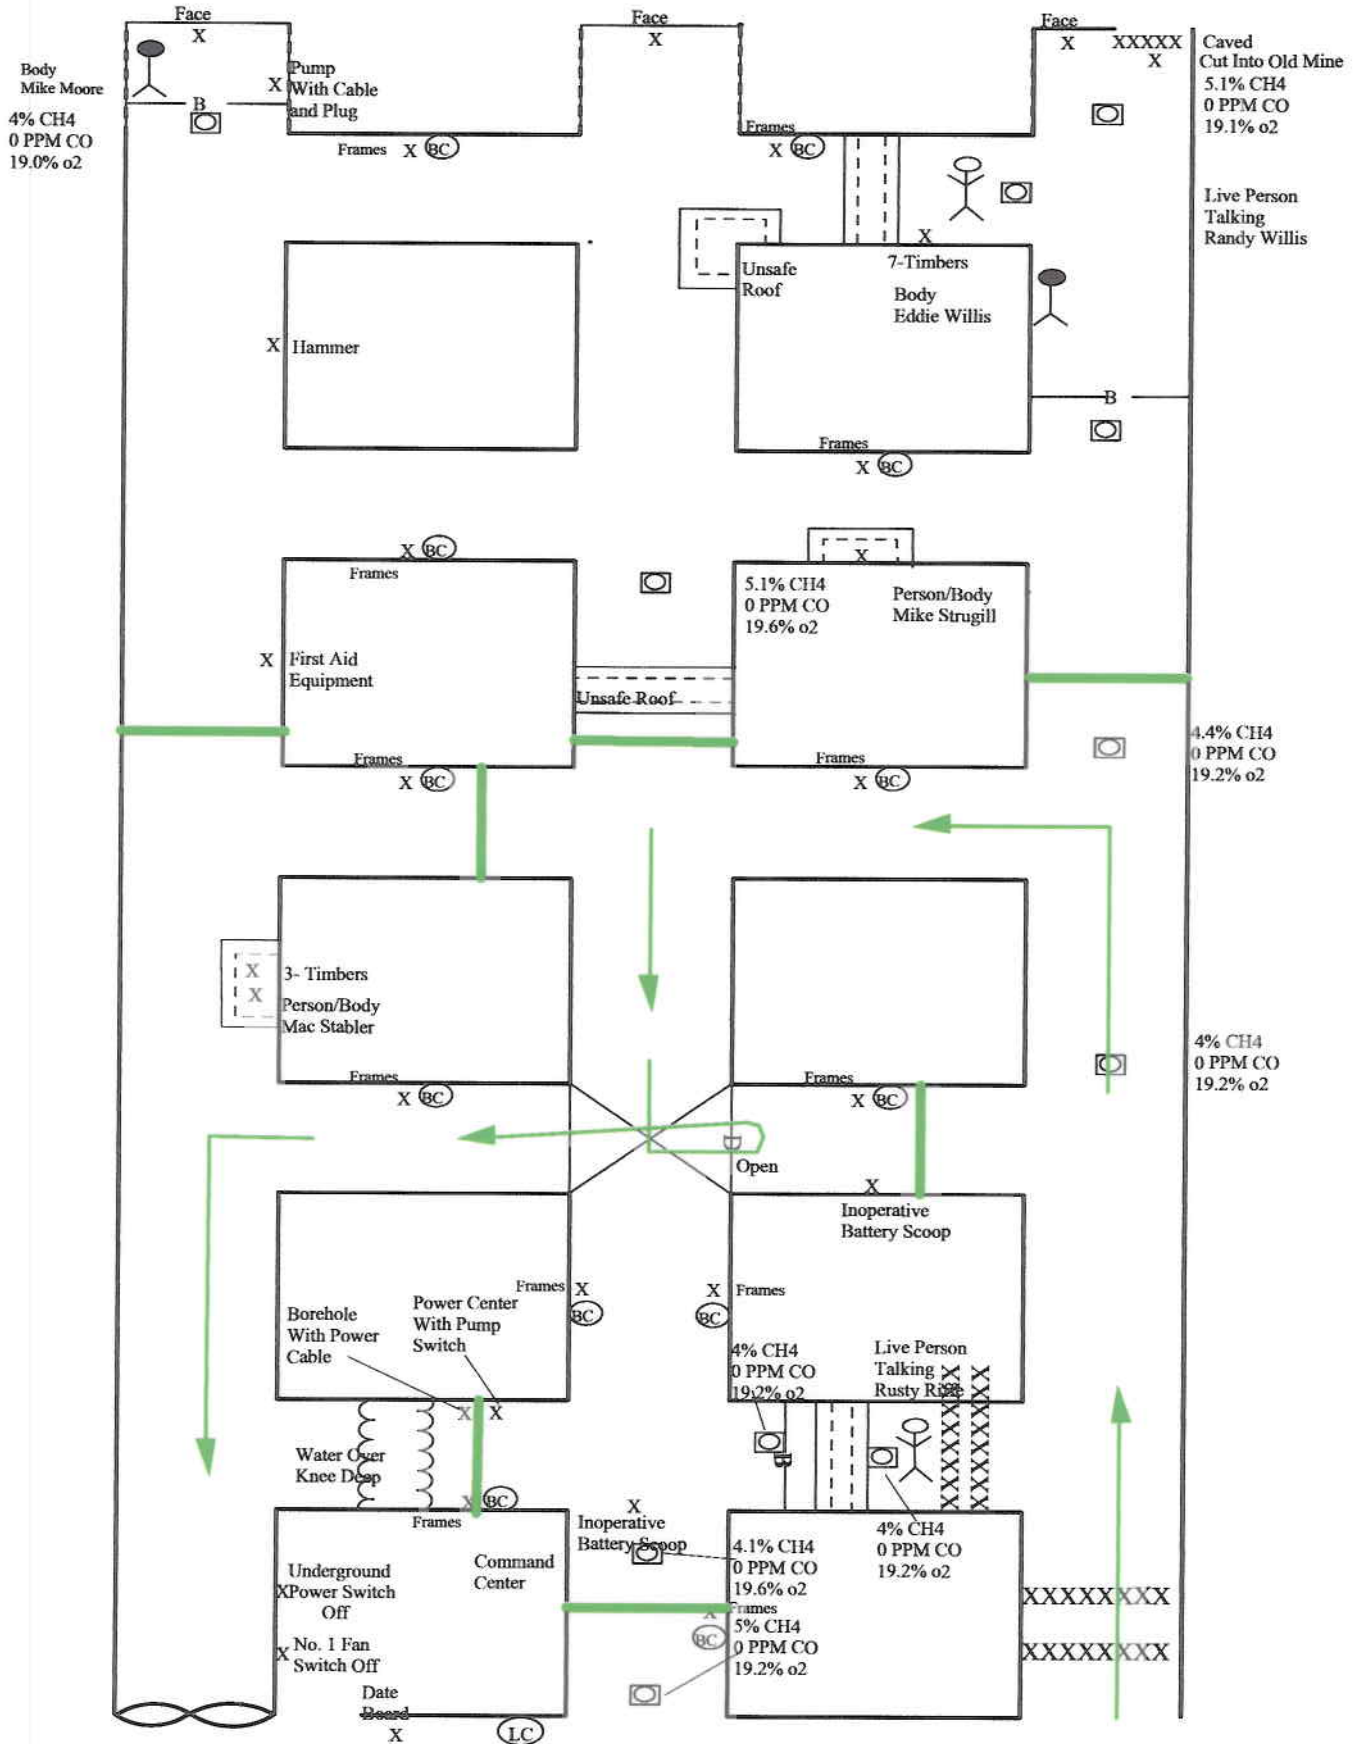 Face
X
Face
X
Face
X
XXXXX
X
Caved
Cut Into Old Mine
5.1% CH4
0 PPM CO
19.1% o2
Body
Mike Moore
4% CH4
0 PPM CO
19.0% o2
B
X
Pump
With Cable
and Plug
Frames
X
BC
Frames
X
BC
Live Person
Talking
Randy Willis
X
7-Timbers
Unsafe
Roof
Body
Eddie Willis
X
Hammer
B
Frames
X
BC
X
BC
Frames
X
5.1% CH4
0 PPM CO
19.6% o2
Person/Body
Mike Strugill
X
First Aid
Equipment
Unsafe Roof
Frames
X
BC
Frames
X
BC
4.4% CH4
0 PPM CO
19.2% o2
X
X
3- Timbers
Person/Body
Mac Stabler
4% CH4
0 PPM CO
19.2% o2
Frames
X
BC
Frames
X
BC
D
Open
X
Inoperative
Battery Scoop
Frames
X
BC
X
BC
Frames
Borehole
With Power
Cable
Power Center
With Pump
Switch
X
X
4% CH4
0 PPM CO
19.2% o2
Live Person
Talking
Rusty
B
XXXXXXXX
XXXXXXXX
Water Over
Knee Deep
X
BC
Frames
X
Inoperative
Battery Scoop
4% CH4
0 PPM CO
19.2% o2
Underground
X
Power Switch
Off
Command
Center
4.1% CH4
0 PPM CO
19.6% o2
X
Frames
BC
5% CH4
0 PPM CO
19.2% o2
XXXXXXXXX
XXXXXXXXX
X
No. 1 Fan
Switch Off
Date
Board
X
LC